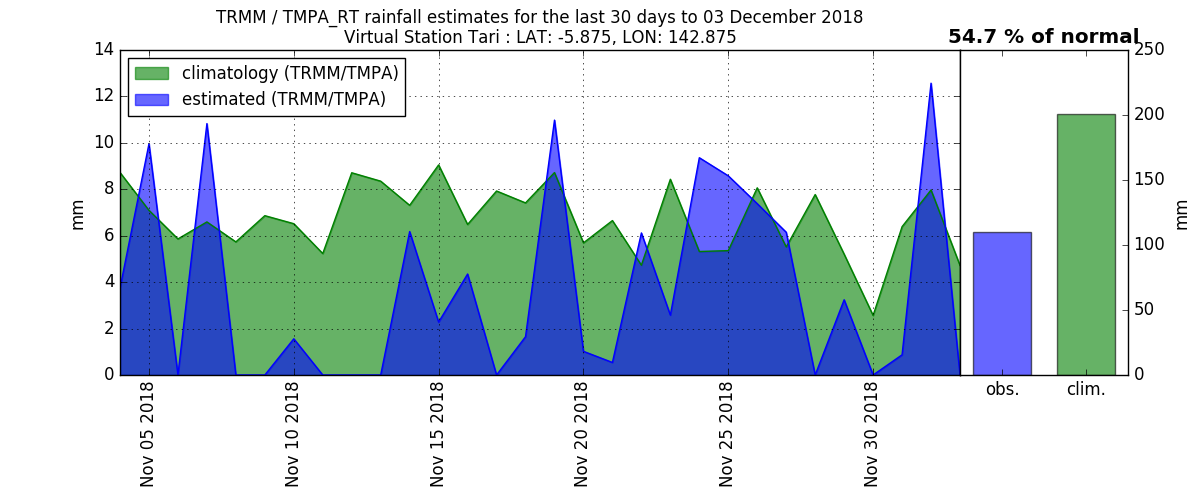 TRMM / TMPA_RT rainfall estimates for the last 30 days to 03 December 2018
Virtual Station Tari : LAT: -5.875, LON: 142.875
54.7 % of normal
climatology (TRMM/TMPA)
estimated (TRMM/TMPA)
mm
14
12
10
8
6
4
2
0
Nov 05 2018
Nov 10 2018
Nov 15 2018
Nov 20 2018
Nov 25 2018
Nov 30 2018
obs.
clim.
250
200
150
100
50
0
mm